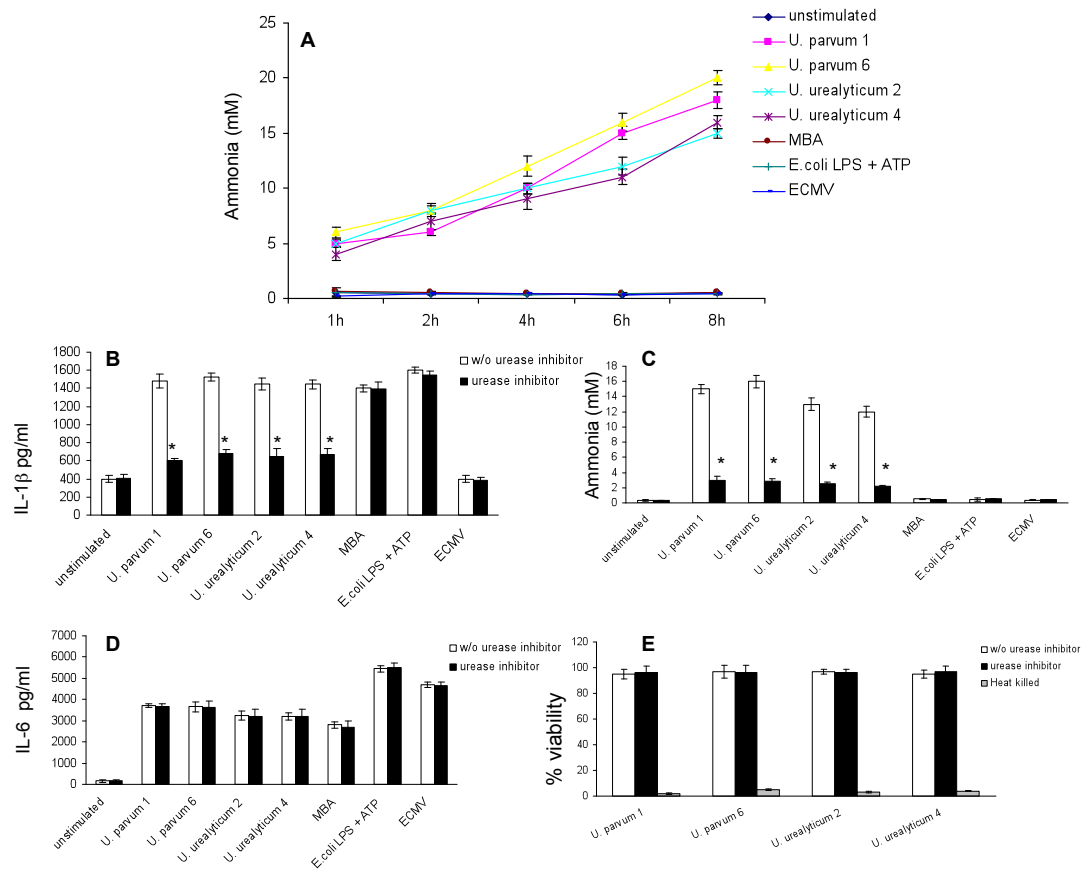 A
25
20
15
10
5
0
Ammonia (mM)
1h 2h 4h 6h 8h
unstimulated
U. parvum 1
U. parvum 6
U. urealyticum 2
U. urealyticum 4
MBA
E.coli LPS + ATP
ECMV
B
1800
1600
1400
1200
1000
800
600
400
200
0
IL-1β pg/ml
w/o urease inhibitor
urease inhibitor
* * * *
unstimulated
U. parvum 1
U. parvum 6
U. urealyticum 2
U. urealyticum 4
MBA
E.coli LPS + ATP
ECMV
C
18
16
14
12
10
8
6
4
2
0
Ammonia (mM)
w/o urease inhibitor
urease inhibitor
* * * *
unstimulated
U. parvum 1
U. parvum 6
U. urealyticum 2
U. urealyticum 4
MBA
E.coli LPS + ATP
ECMV
D
7000
6000
5000
4000
3000
2000
1000
0
IL-6 pg/ml
w/o urease inhibitor
urease inhibitor
unstimulated
U. parvum 1
U. parvum 6
U. urealyticum 2
U. urealyticum 4
MBA
E.coli LPS + ATP
ECMV
E
120
100
80
60
40
20
0
% viability
w/o urease inhibitor
urease inhibitor
Heat killed
U. parvum 1
U. parvum 6
U. urealyticum 2
U. urealyticum 4